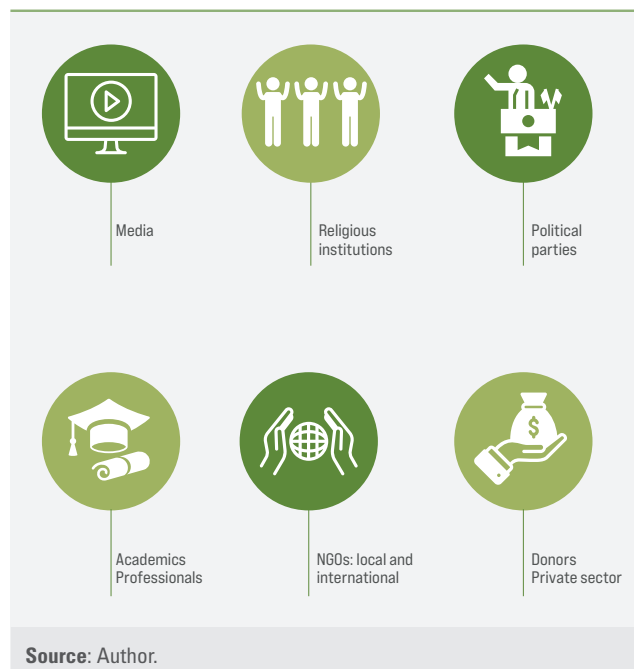 Media
Religious
institutions
Political
parties
$
Academics
Professionals
NGOs: local and
international
Donors
Private sector
Source: Author.